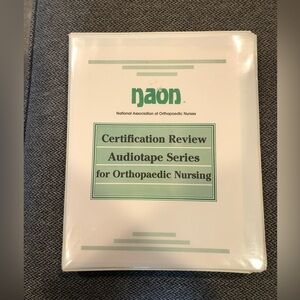 naon
National Association of Orthopaedic Nurses
Certification Review
Audiotape Series
for Orthopaedic Nursing